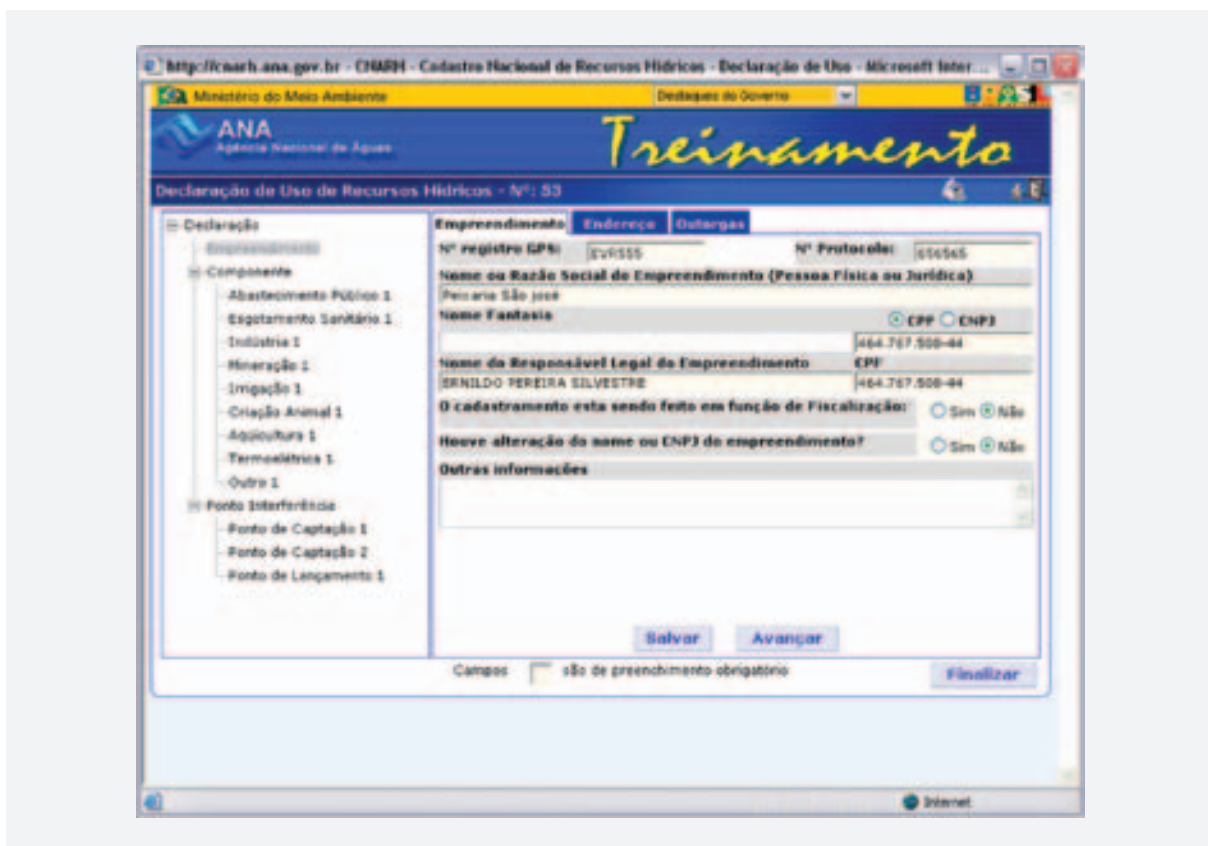 http://cnarh.ana.gov.br - CNARH - Cadastro Nacional de Recursos Hídricos - Declaração de Uso - Microsoft Inter...
Ministério do Meio Ambiente
Destaques do Governo
BRASIL
ANA
Agência Nacional de Águas
Treinamento
Declaração de Uso de Recursos Hídricos - Nº: 53
Declaração
Empreendimento
Componente
Abastecimento Público 1
Esgotamento Sanitário 1
Indústria 1
Mineração 1
Irrigação 1
Criação Animal 1
Aqüicultura 1
Termoelétrica 1
Outro 1
Ponto Interferência
Ponto de Captação 1
Ponto de Captação 2
Ponto de Lançamento 1
Empreendimento Endereço Outorgas
Nº registro GPS: EVR555 Nº Protocolo: 656565
Nome ou Razão Social do Empreendimento (Pessoa Física ou Jurídica)
São José
Nome Fantasia CPF CNPJ
464.767.508-44
Nome do Responsável Legal do Empreendimento CPF
ERNILDO PEREIRA SILVESTRE 464.767.508-44
O cadastramento esta sendo feito em função de Fiscalização: Sim Não
Houve alteração do nome ou CNPJ do empreendimento? Sim Não
Outras informações
Salvar Avançar
Campos são de preenchimento obrigatório
Finalizar
Internet